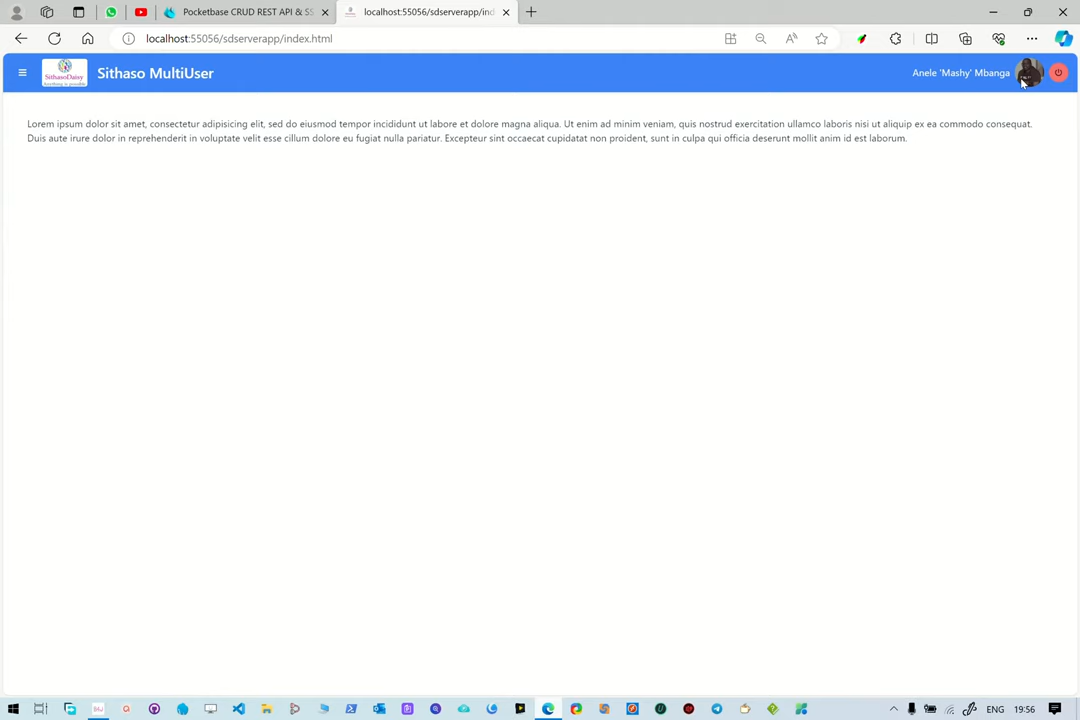 Pocketbase CRUD REST API & SS
localhost:55056/sdserverapp/ind
localhost:55056/sdserverapp/index.html
SithasoDaisy
Sithaso MultiUser
Anele 'Mashy' Mbanga
Lorem ipsum dolor sit amet, consectetur adipisicing elit, sed do eiusmod tempor incididunt ut labore et dolore magna aliqua. Ut enim ad minim veniam, quis nostrud exercitation ullamco laboris nisi ut aliquip ex ea commodo consequat.
Duis aute irure dolor in reprehenderit in voluptate velit esse cillum dolore eu fugiat nulla pariatur. Excepteur sint occaecat cupidatat non proident, sunt in culpa qui officia deserunt mollit anim id est laborum.
ENG
19:56